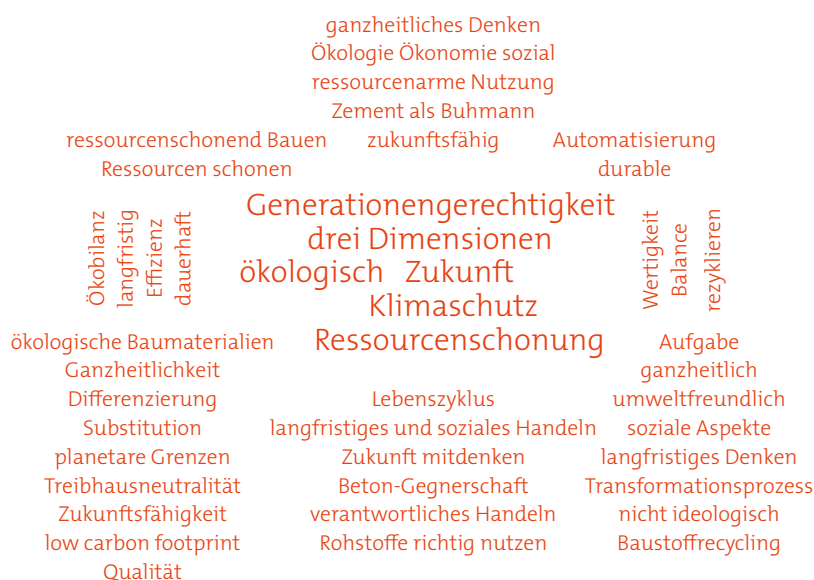 ganzheitliches Denken
Ökologie Ökonomie sozial
ressourcenarme Nutzung
Zement als Buhmann
ressourcenschonend Bauen zukunftsfähig Automatisierung
Ressourcen schonen durable
Generationengerechtigkeit
drei Dimensionen
ökologisch Zukunft
Klimaschutz
Ressourcenschonung
Ökobilanz
langfristig
Effizienz
dauerhaft
Wertigkeit
Balance
rezyklieren
ökologische Baumaterialien
Ganzheitlichkeit
Differenzierung
Substitution
planetare Grenzen
Treibhausneutralität
Zukunftsfähigkeit
low carbon footprint
Qualität
Lebenszyklus
langfristiges und soziales Handeln
Zukunft mitdenken
Beton-Gegnerschaft
verantwortliches Handeln
Rohstoffe richtig nutzen
Aufgabe
ganzheitlich
umweltfreundlich
soziale Aspekte
langfristiges Denken
Transformationsprozess
nicht ideologisch
Baustoffrecycling